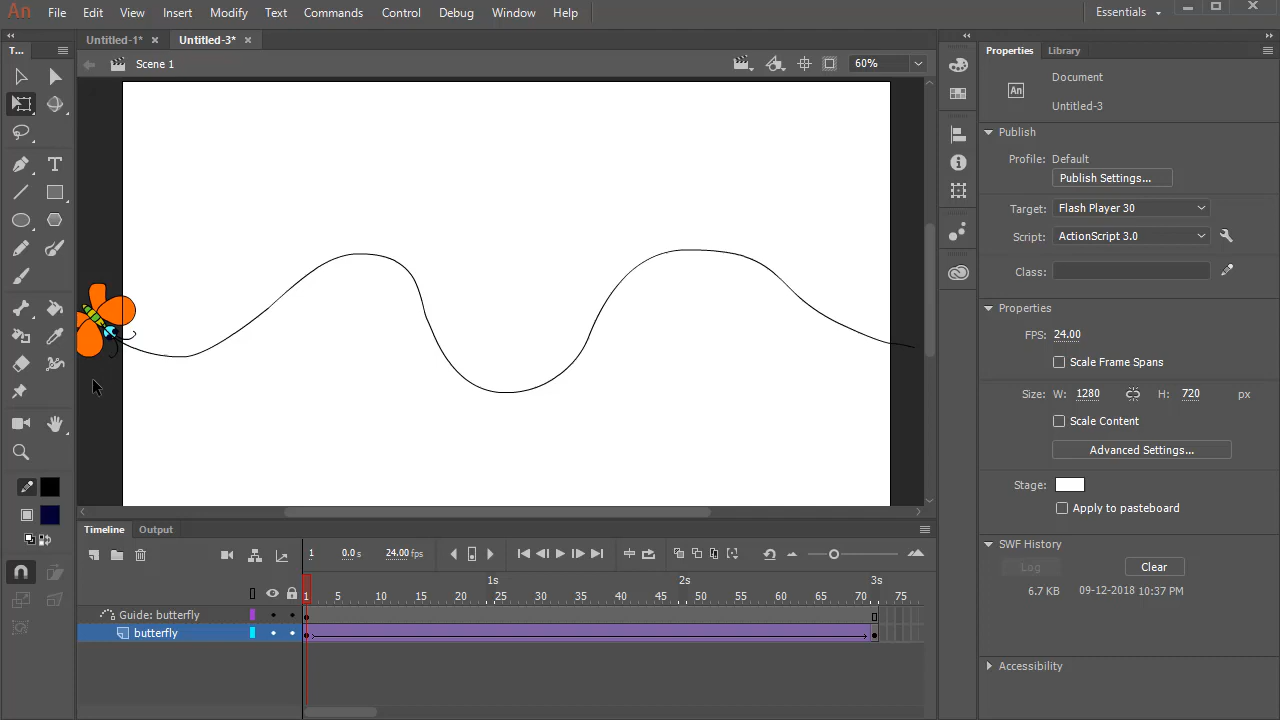 An File Edit View Insert Modify Text Commands Control Debug Window Help Essentials
Untitled-1* × Untitled-3* ×
T...
Scene 1 60%
Properties Library
An Document
Untitled-3
Publish
Profile: Default
Publish Settings...
Target: Flash Player 30
Script: ActionScript 3.0
Class:
Properties
FPS: 24.00
Scale Frame Spans
Size: W: 1280 H: 720 px
Scale Content
Advanced Settings...
Stage:
Apply to pasteboard
SWF History
Log Clear
6.7 KB 09-12-2018 10:37 PM
Accessibility
Timeline Output
1 0.0 s 24.00 fps
1s 2s 3s
1 5 10 15 20 25 30 35 40 45 50 55 60 65 70 75
Guide: butterfly
butterfly